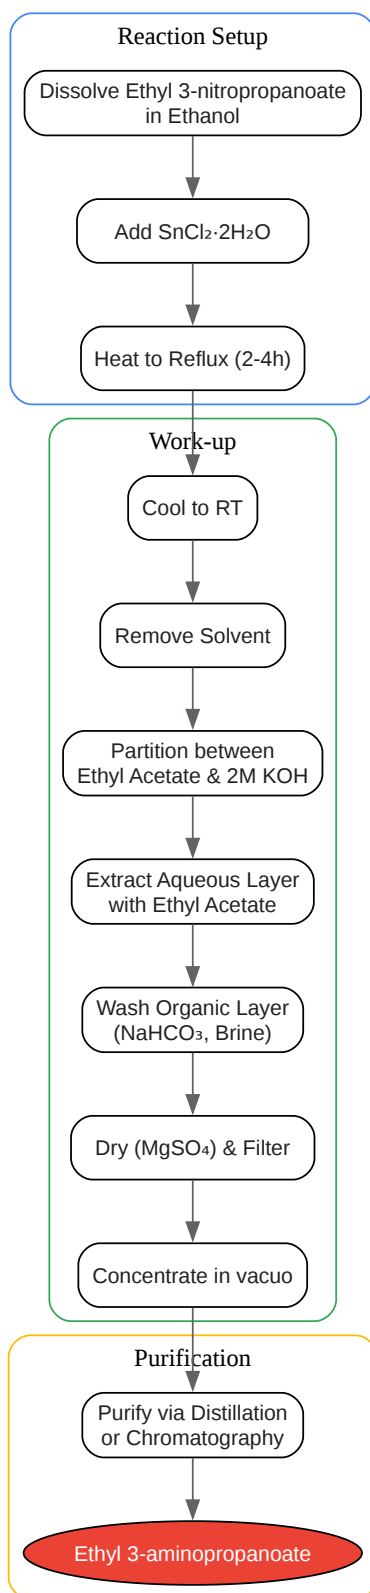 Reaction Setup
Dissolve Ethyl 3-nitropropanoate
in Ethanol
Add SnCl₂·2H₂O
Heat to Reflux (2-4h)
Work-up
Cool to RT
Remove Solvent
Partition between
Ethyl Acetate & 2M KOH
Extract Aqueous Layer
with Ethyl Acetate
Wash Organic Layer
(NaHCO₃, Brine)
Dry (MgSO₄) & Filter
Concentrate in vacuo
Purification
Purify via Distillation
or Chromatography
Ethyl 3-aminopropanoate